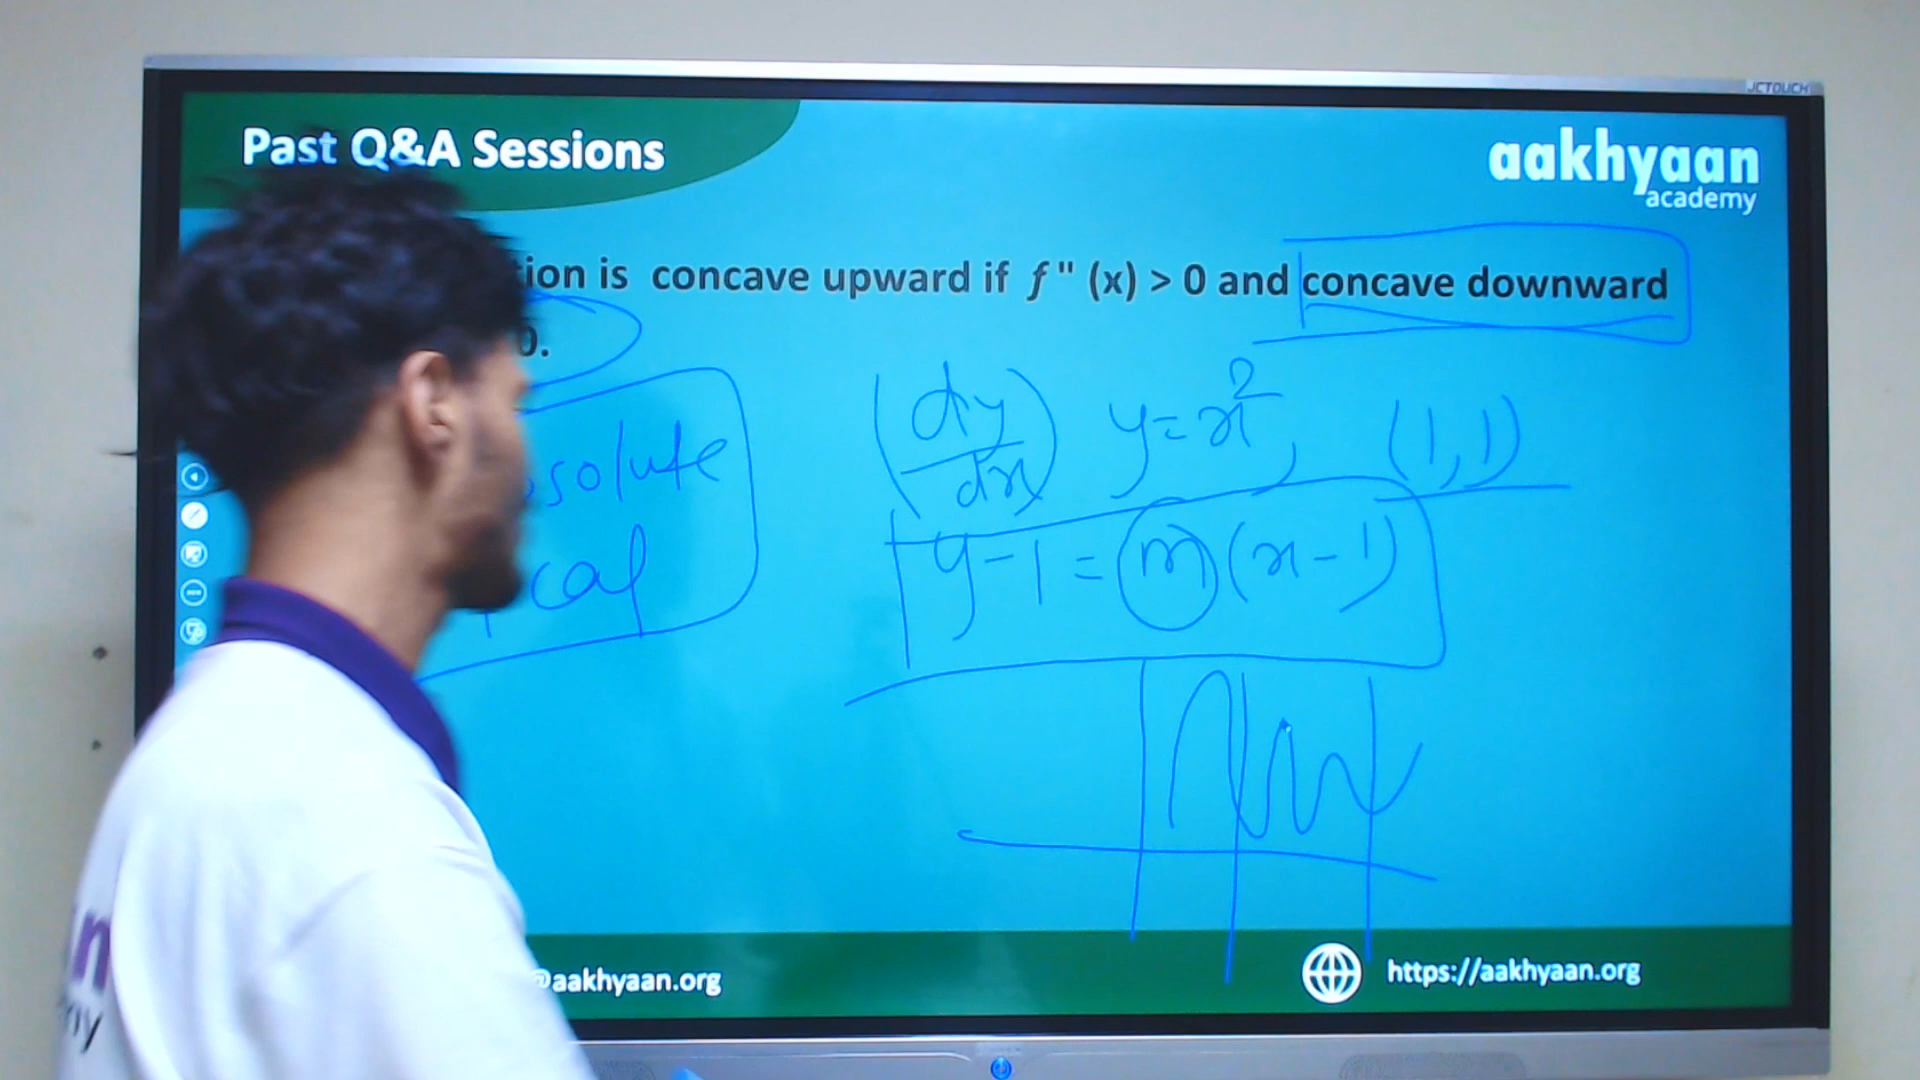 JCTOUCH
Past Q&A Sessions
aakhyaan
academy
is concave upward if f " (x) > 0 and concave downward
0.
(dy/dx) y=x², (1,1)
y-1=m(x-1)
@aakhyaan.org
https://aakhyaan.org